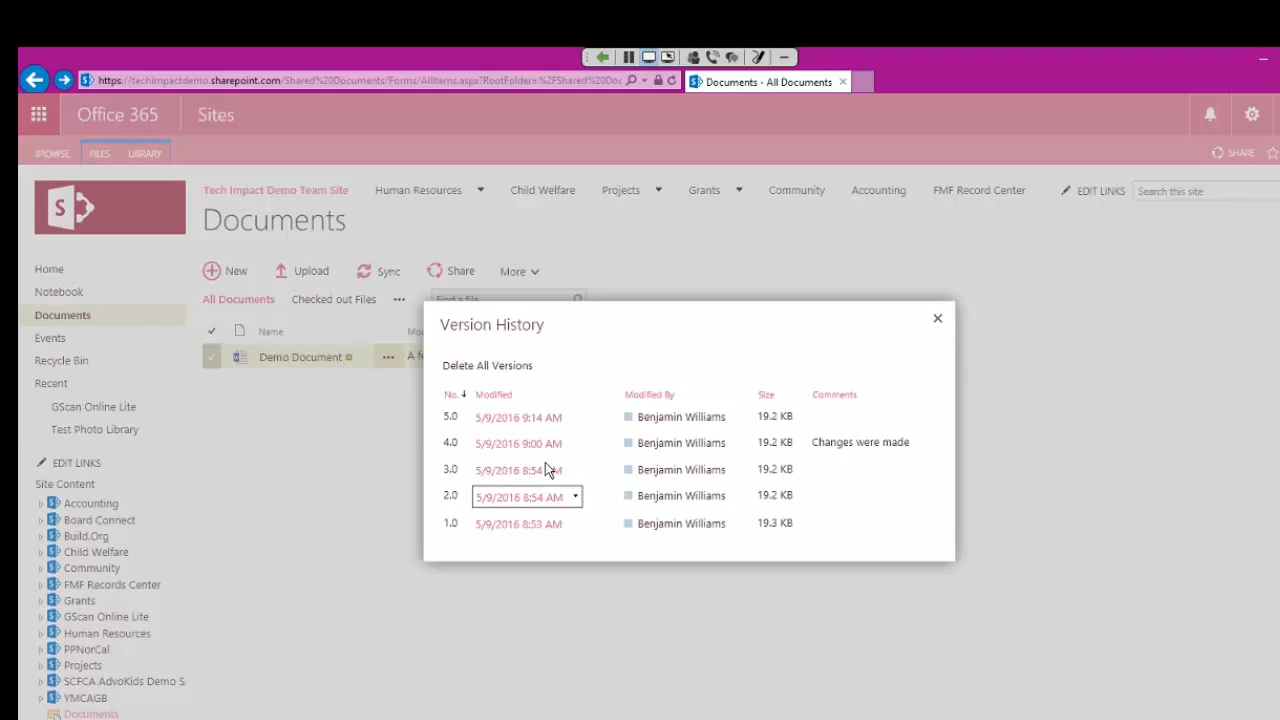 https://techimpactdemo.sharepoint.com/Shared%20Documents/Forms/AllItems.aspx?RootFolder=%2FShared%20Doc
Documents - All Documents
Office 365
Sites
BROWSE
FILES
LIBRARY
SHARE
Tech Impact Demo Team Site
Human Resources
Child Welfare
Projects
Grants
Community
Accounting
FMF Record Center
EDIT LINKS
Search this site
Documents
Home
Notebook
Documents
Events
Recycle Bin
Recent
GScan Online Lite
Test Photo Library
EDIT LINKS
Site Content
Accounting
Board Connect
Build.Org
Child Welfare
Community
FMF Records Center
Grants
GScan Online Lite
Human Resources
PPNorCal
Projects
SCFCA AdvoKids Demo S
YMCAGB
Documents
New
Upload
Sync
Share
More
All Documents
Checked out Files
Find a file
Name
Mo
Demo Document
A fe
Version History
Delete All Versions
No. Modified Modified By Size Comments
5.0 5/9/2016 9:14 AM Benjamin Williams 19.2 KB
4.0 5/9/2016 9:00 AM Benjamin Williams 19.2 KB Changes were made
3.0 5/9/2016 8:54 Benjamin Williams 19.2 KB
2.0 5/9/2016 8:54 AM Benjamin Williams 19.2 KB
1.0 5/9/2016 8:53 AM Benjamin Williams 19.3 KB